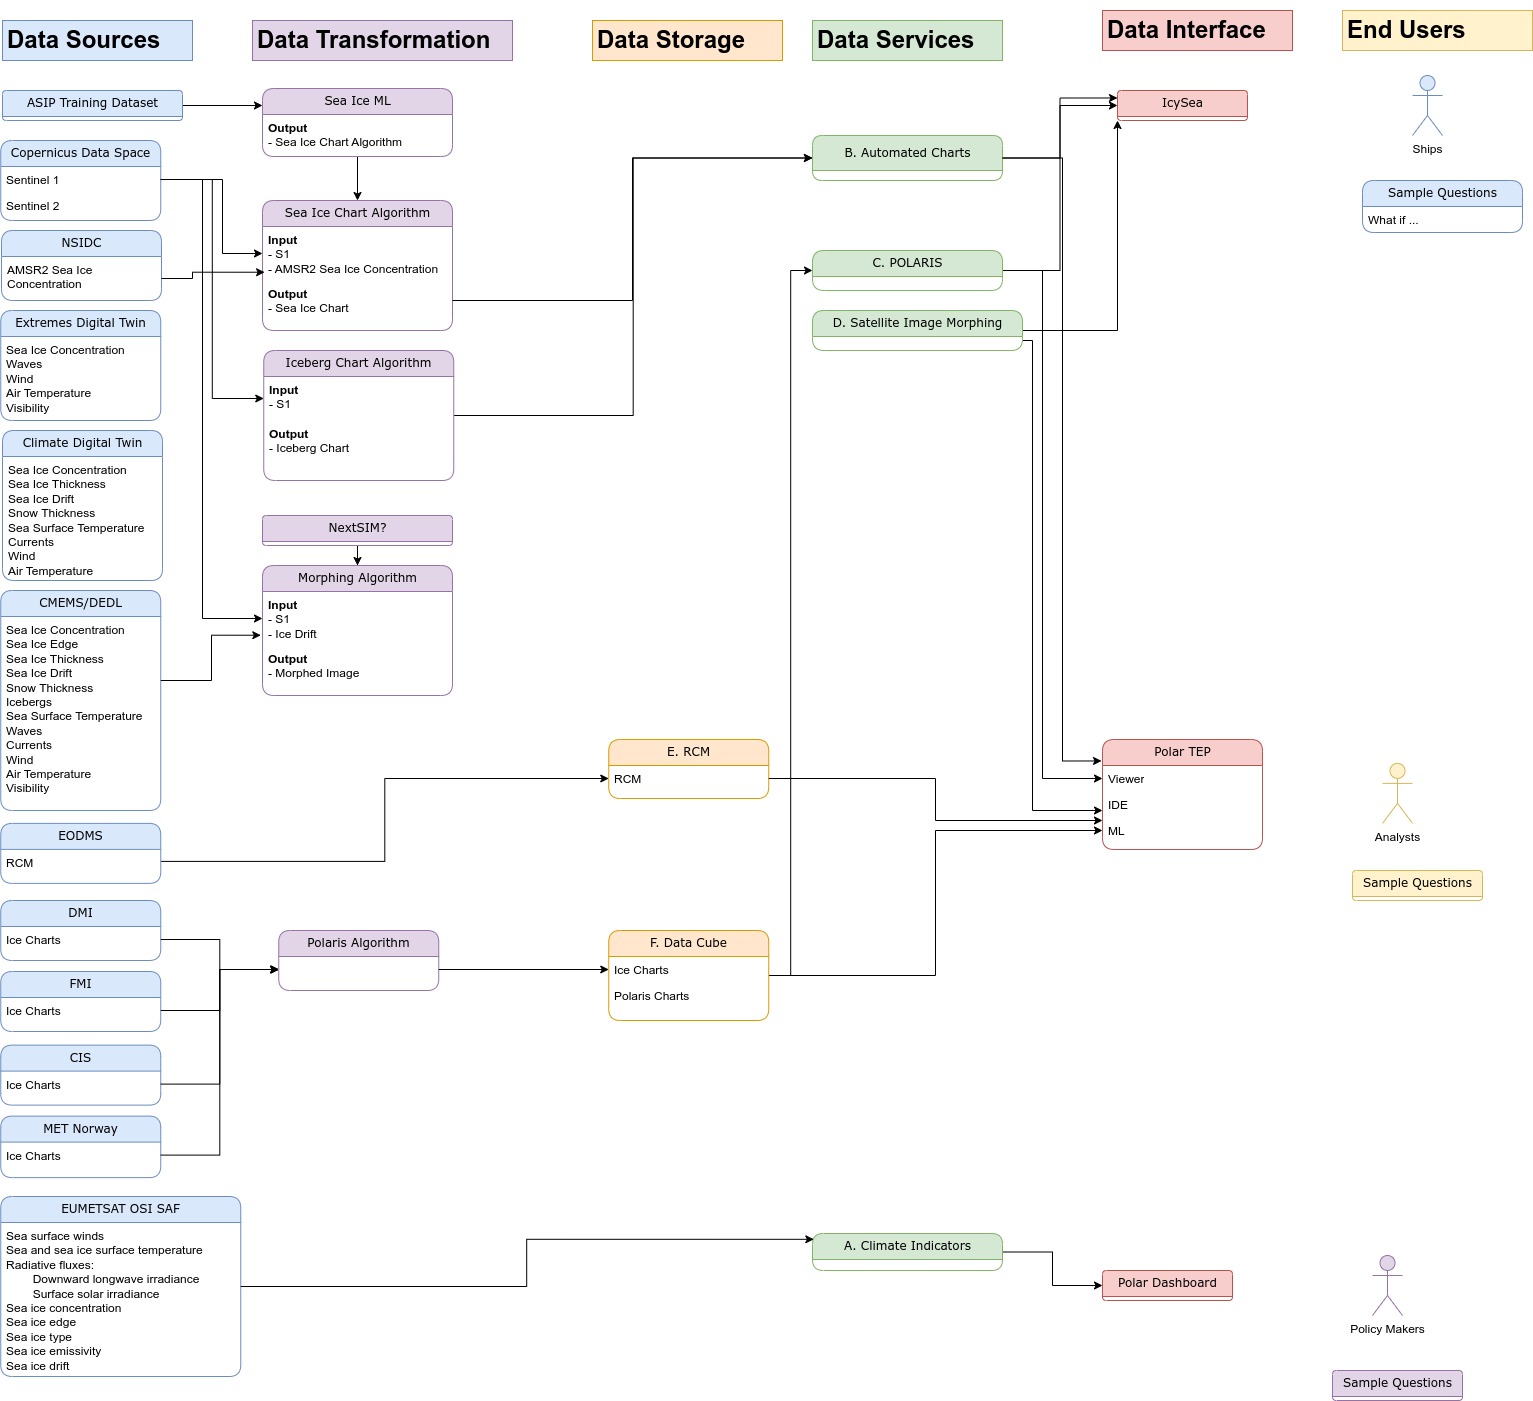 Data Sources
Data Transformation
Data Storage
Data Services
Data Interface
End Users
ASIP Training Dataset
Copernicus Data Space
Sentinel 1
Sentinel 2
NSIDC
AMSR2 Sea Ice
Concentration
Extremes Digital Twin
Sea Ice Concentration
Waves
Wind
Air Temperature
Visibility
Climate Digital Twin
Sea Ice Concentration
Sea Ice Thickness
Sea Ice Drift
Snow Thickness
Sea Surface Temperature
Currents
Wind
Air Temperature
CMEMS/DEDL
Sea Ice Concentration
Sea Ice Edge
Sea Ice Thickness
Sea Ice Drift
Snow Thickness
Icebergs
Sea Surface Temperature
Waves
Currents
Wind
Air Temperature
Visibility
EODMS
RCM
DMI
Ice Charts
FMI
Ice Charts
CIS
Ice Charts
MET Norway
Ice Charts
EUMETSAT OSI SAF
Sea surface winds
Sea and sea ice surface temperature
Radiative fluxes:
Downward longwave irradiance
Surface solar irradiance
Sea ice concentration
Sea ice edge
Sea ice type
Sea ice emissivity
Sea ice drift
Sea Ice ML
Output
- Sea Ice Chart Algorithm
Sea Ice Chart Algorithm
Input
- S1
- AMSR2 Sea Ice Concentration
Output
- Sea Ice Chart
Iceberg Chart Algorithm
Input
- S1
Output
- Iceberg Chart
NextSIM?
Morphing Algorithm
Input
- S1
- Ice Drift
Output
- Morphed Image
Polaris Algorithm
E. RCM
RCM
F. Data Cube
Ice Charts
Polaris Charts
B. Automated Charts
C. POLARIS
D. Satellite Image Morphing
A. Climate Indicators
IcySea
Polar TEP
Viewer
IDE
ML
Polar Dashboard
Ships
Sample Questions
What if ...
Analysts
Sample Questions
Policy Makers
Sample Questions